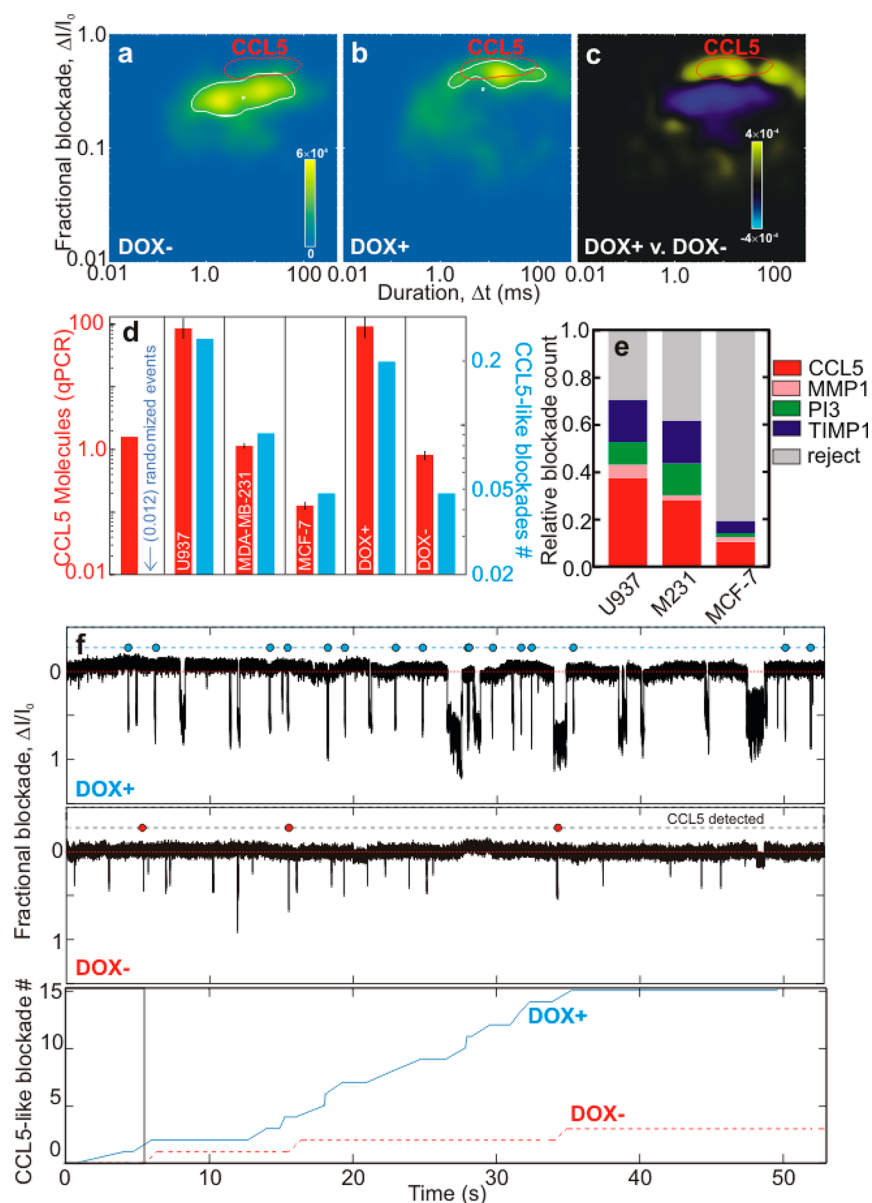 a
CCL5
DOX-
6×10⁴
0
b
CCL5
DOX+
c
CCL5
4×10⁻⁴
-4×10⁻⁴
DOX+ v. DOX-
Fractional blockade, ΔI/I₀
1.0
0.1
0.01
0.01 1.0 100
0.01 1.0 100
0.01 1.0 100
Duration, Δt (ms)
d
CCL5 Molecules (qPCR)
100
1.0
0.01
(0.012) randomized events
U937
MDA-MB-231
MCF-7
DOX+
DOX-
0.2
0.05
0.02
CCL5-like blockades #
e
Relative blockade count
1.0
0.8
0.6
0.4
0.2
0.0
U937
M231
MCF-7
CCL5
MMP1
PI3
TIMP1
reject
f
Fractional blockade, ΔI/I₀
0
1
DOX+
CCL5 detected
0
1
DOX-
CCL5-like blockade #
15
10
5
0
DOX+
DOX-
0 10 20 30 40 50
Time (s)